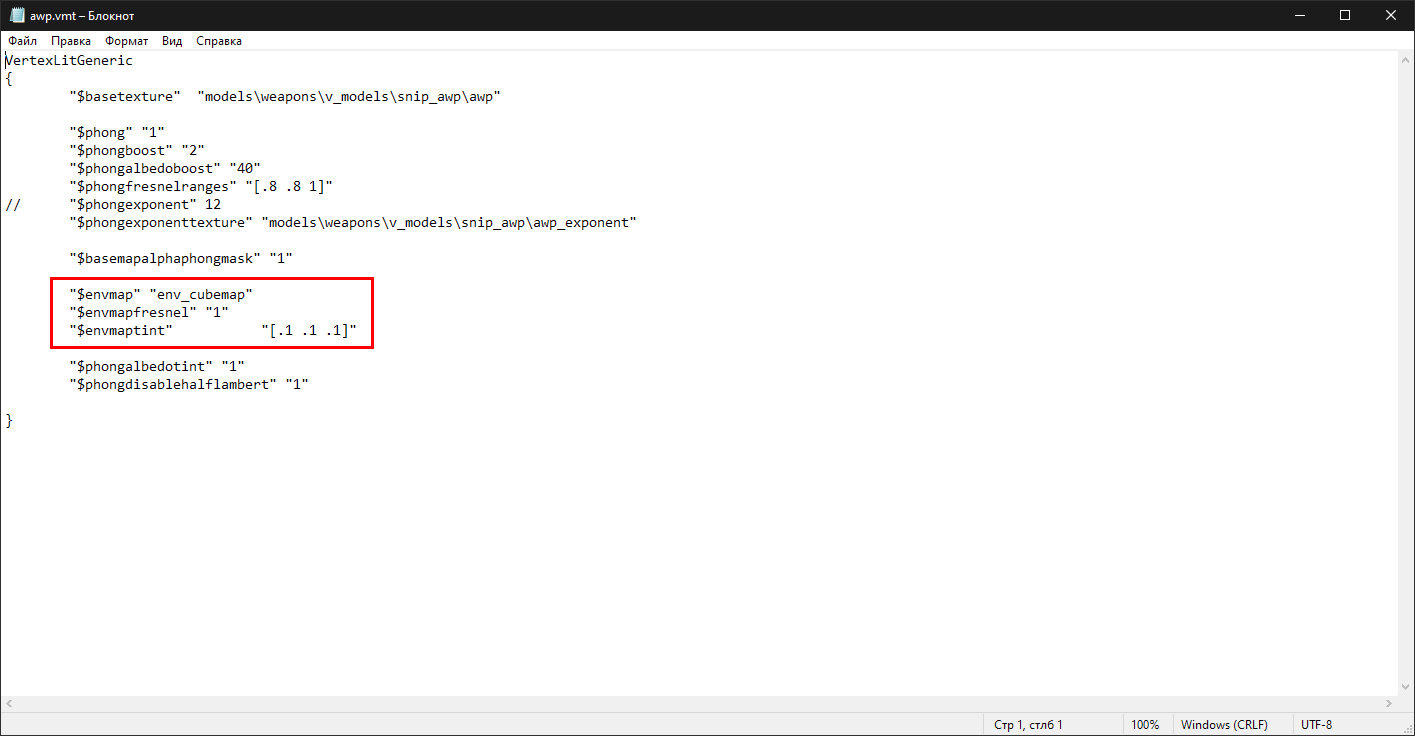 awp.vmt – Блокнот
Файл Правка Формат Вид Справка
VertexLitGeneric
{
"$basetexture" "models\weapons\v_models\snip_awp\awp"
"$phong" "1"
"$phongboost" "2"
"$phongalbedoboost" "40"
"$phongfresnelranges" "[.8 .8 1]"
// "$phongexponent" 12
"$phongexponenttexture" "models\weapons\v_models\snip_awp\awp_exponent"
"$basemapalphaphongmask" "1"
"$envmap" "env_cubemap"
"$envmapfresnel" "1"
"$envmaptint" "[.1 .1 .1]"
"$phongalbedotint" "1"
"$phongdisablehalflambert" "1"
}
Стр 1, стлб 1 100% Windows (CRLF) UTF-8